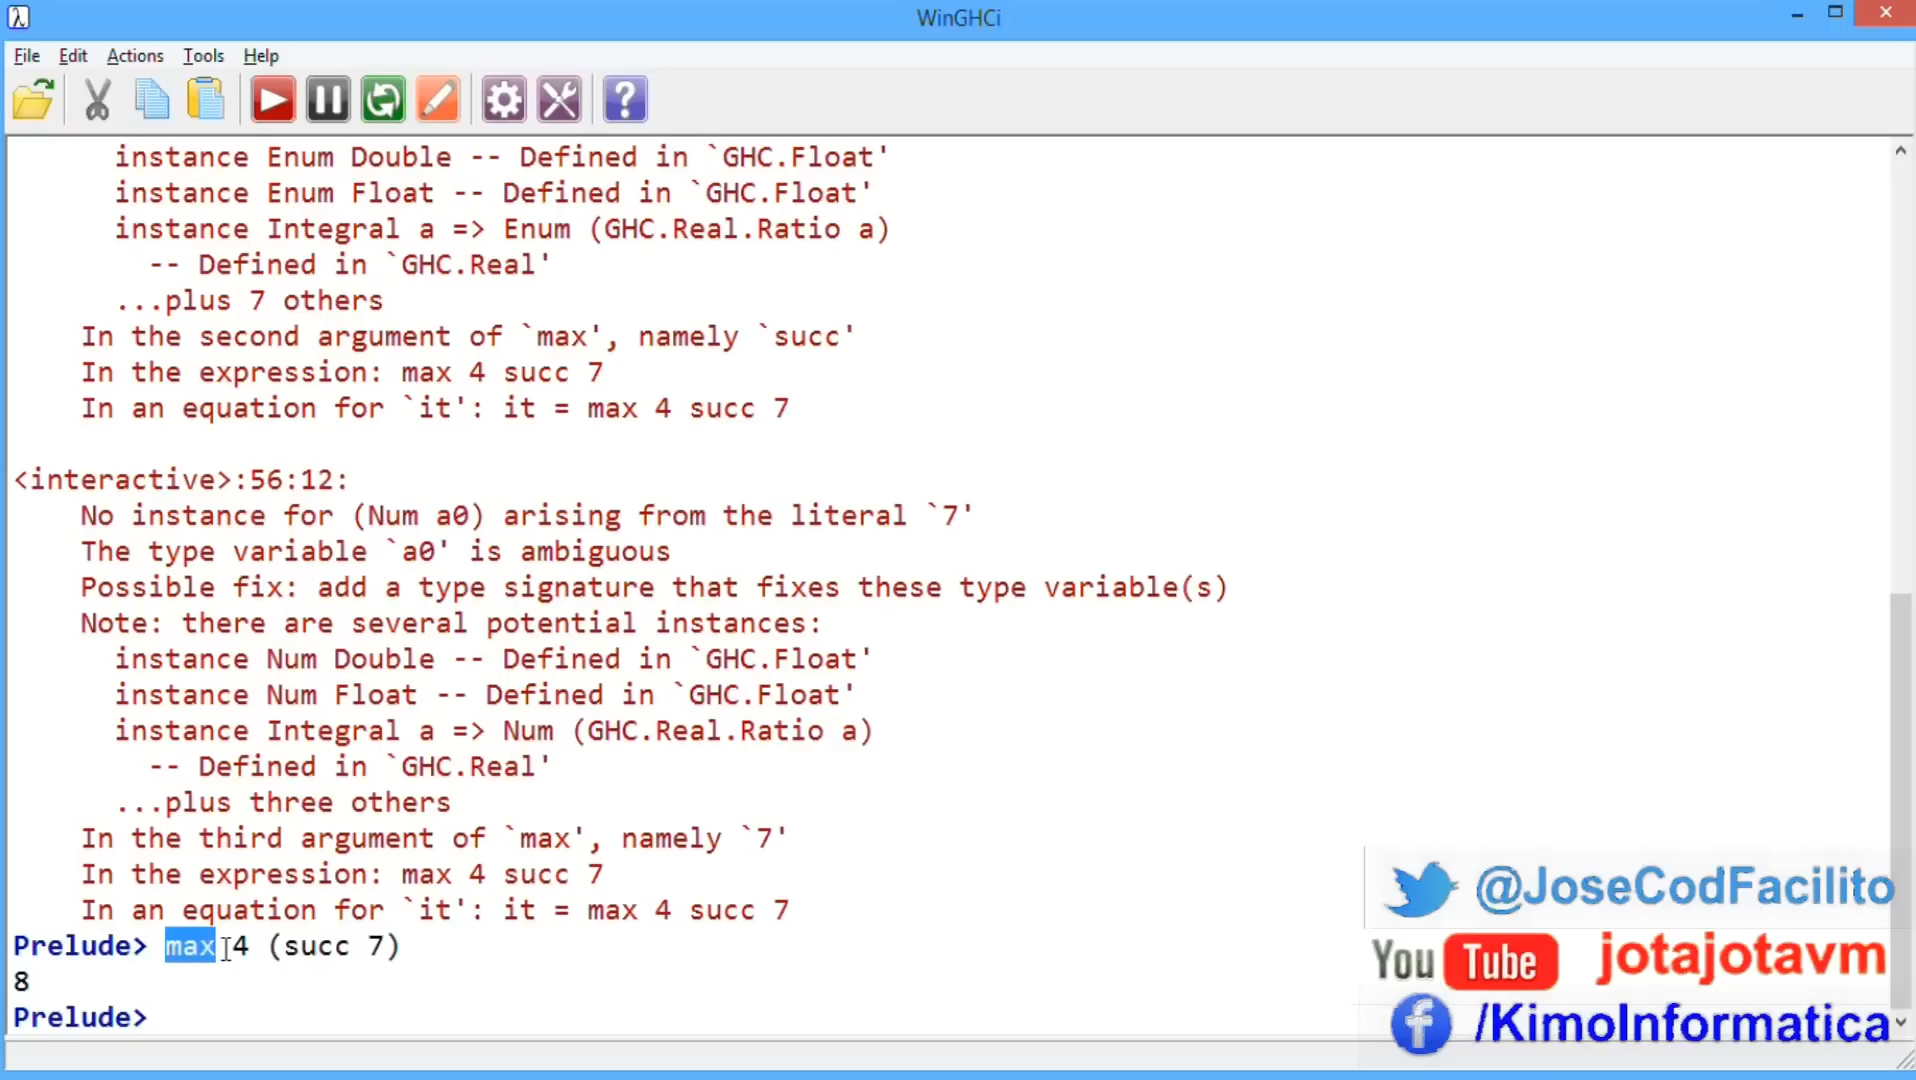 WinGHCi
File Edit Actions Tools Help
instance Enum Double -- Defined in `GHC.Float'
instance Enum Float -- Defined in `GHC.Float'
instance Integral a => Enum (GHC.Real.Ratio a)
-- Defined in `GHC.Real'
...plus 7 others
In the second argument of `max', namely `succ'
In the expression: max 4 succ 7
In an equation for `it': it = max 4 succ 7
<interactive>:56:12:
No instance for (Num a0) arising from the literal `7'
The type variable `a0' is ambiguous
Possible fix: add a type signature that fixes these type variable(s)
Note: there are several potential instances:
instance Num Double -- Defined in `GHC.Float'
instance Num Float -- Defined in `GHC.Float'
instance Integral a => Num (GHC.Real.Ratio a)
-- Defined in `GHC.Real'
...plus three others
In the third argument of `max', namely `7'
In the expression: max 4 succ 7
In an equation for `it': it = max 4 succ 7
Prelude> max 4 (succ 7)
8
Prelude>
@JoseCodFacilito
You Tube jotajotavm
f /KimoInformatica